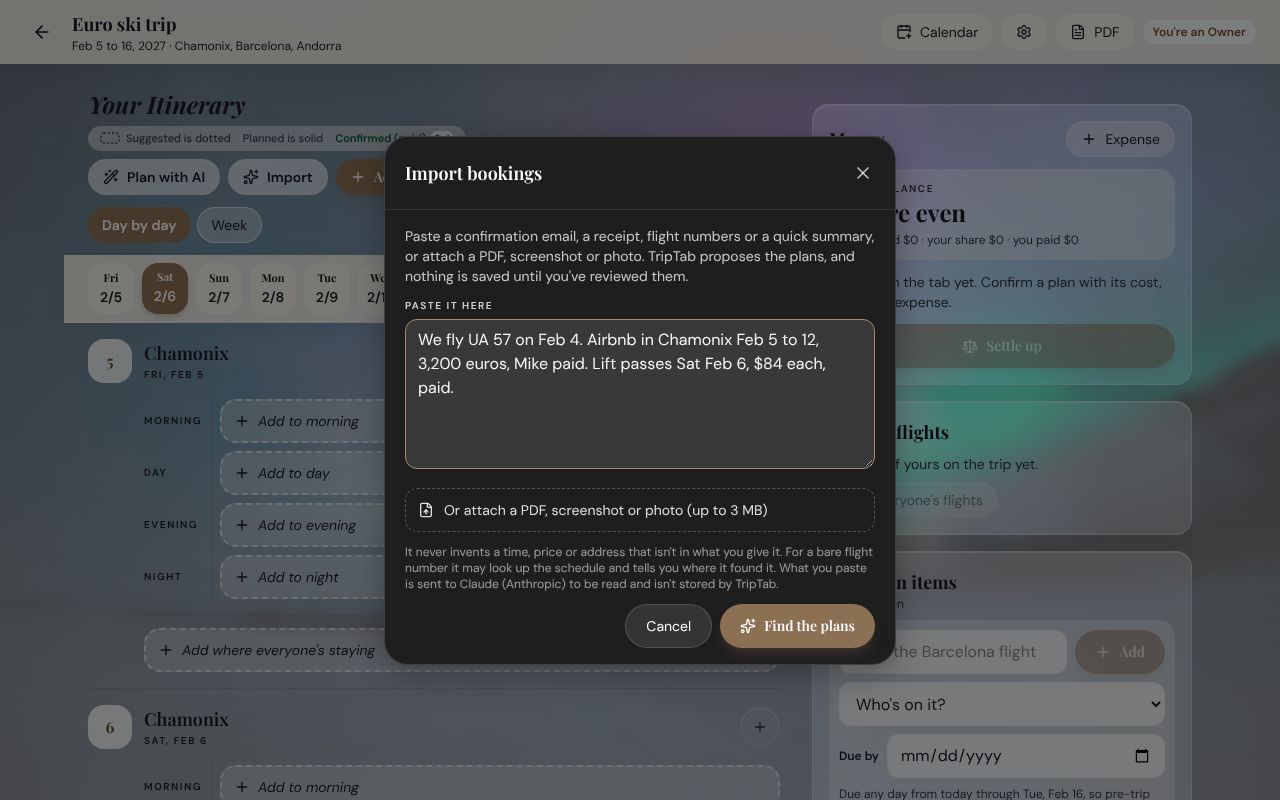 Euro ski trip
Feb 5 to 16, 2027 · Chamonix, Barcelona, Andorra
Calendar
PDF
You're an Owner
Your Itinerary
Suggested is dotted Planned is solid Confirmed
Plan with AI
Import
Day by day
Week
Fri 2/5
Sat 2/6
Sun 2/7
Mon 2/8
Tue 2/9
5
Chamonix
FRI, FEB 5
MORNING
Add to morning
DAY
Add to day
EVENING
Add to evening
NIGHT
Add to night
Add where everyone's staying
6
Chamonix
SAT, FEB 6
MORNING
Add to morning
Import bookings
Paste a confirmation email, a receipt, flight numbers or a quick summary,
or attach a PDF, screenshot or photo. TripTab proposes the plans, and
nothing is saved until you've reviewed them.
PASTE IT HERE
We fly UA 57 on Feb 4. Airbnb in Chamonix Feb 5 to 12,
3,200 euros, Mike paid. Lift passes Sat Feb 6, $84 each,
paid.
Or attach a PDF, screenshot or photo (up to 3 MB)
It never invents a time, price or address that isn't in what you give it. For a bare flight
number it may look up the schedule and tells you where it found it. What you paste
is sent to Claude (Anthropic) to be read and isn't stored by TripTab.
Cancel
Find the plans
Expense
even
$0 · your share $0 · you paid $0
the tab yet. Confirm a plan with its cost,
expense.
Settle up
flights
yours on the trip yet.
flights
items
the Barcelona flight
Add
Who's on it?
Due by
mm/dd/yyyy
Due any day from today through Tue, Feb 16, so pre-trip